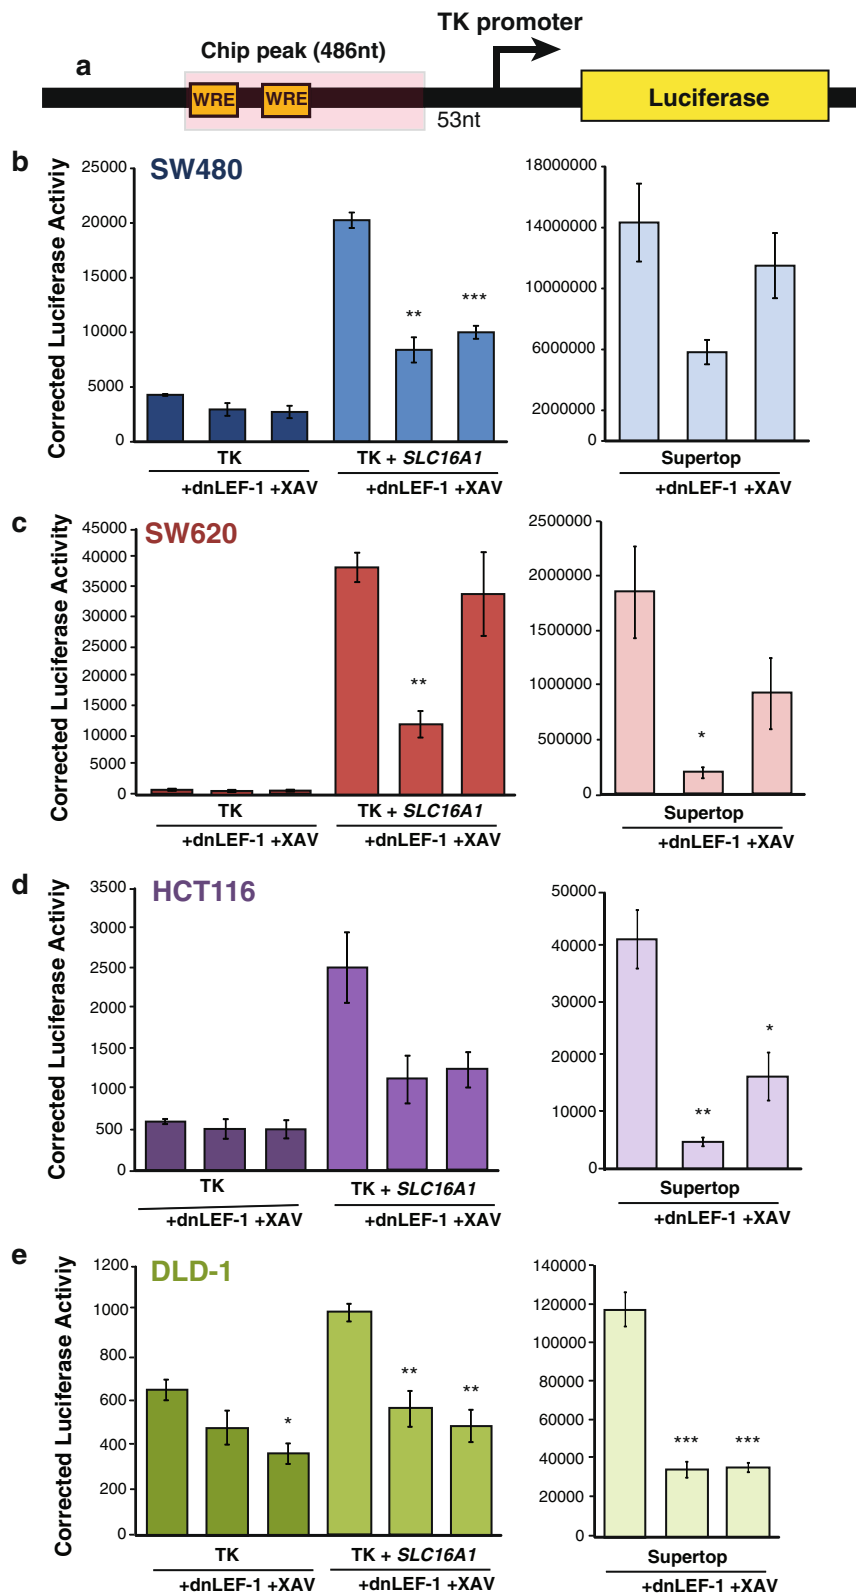 TK promoter
Chip peak (486nt)
a
WRE WRE
Luciferase
53nt
b
SW480
Corrected Luciferase Activiy
25000
20000
15000
10000
5000
0
** ***
TK
+dnLEF-1 +XAV
TK + SLC16A1
+dnLEF-1 +XAV
18000000
14000000
10000000
6000000
2000000
0
Supertop
+dnLEF-1 +XAV
c
SW620
Corrected Luciferase Activity
45000
40000
35000
30000
25000
20000
15000
10000
5000
0
**
TK
+dnLEF-1 +XAV
TK + SLC16A1
+dnLEF-1 +XAV
2500000
2000000
1500000
1000000
500000
0
*
Supertop
+dnLEF-1 +XAV
d
HCT116
Corrected Luciferase Activiy
3500
3000
2500
2000
1500
1000
500
0
TK
+dnLEF-1 +XAV
TK + SLC16A1
+dnLEF-1 +XAV
50000
40000
30000
20000
10000
0
** *
Supertop
+dnLEF-1 +XAV
e
DLD-1
Corrected Luciferase Activiy
1200
1000
800
600
400
200
0
* ** **
TK
+dnLEF-1 +XAV
TK + SLC16A1
+dnLEF-1 +XAV
140000
120000
100000
80000
60000
40000
20000
0
*** ***
Supertop
+dnLEF-1 +XAV